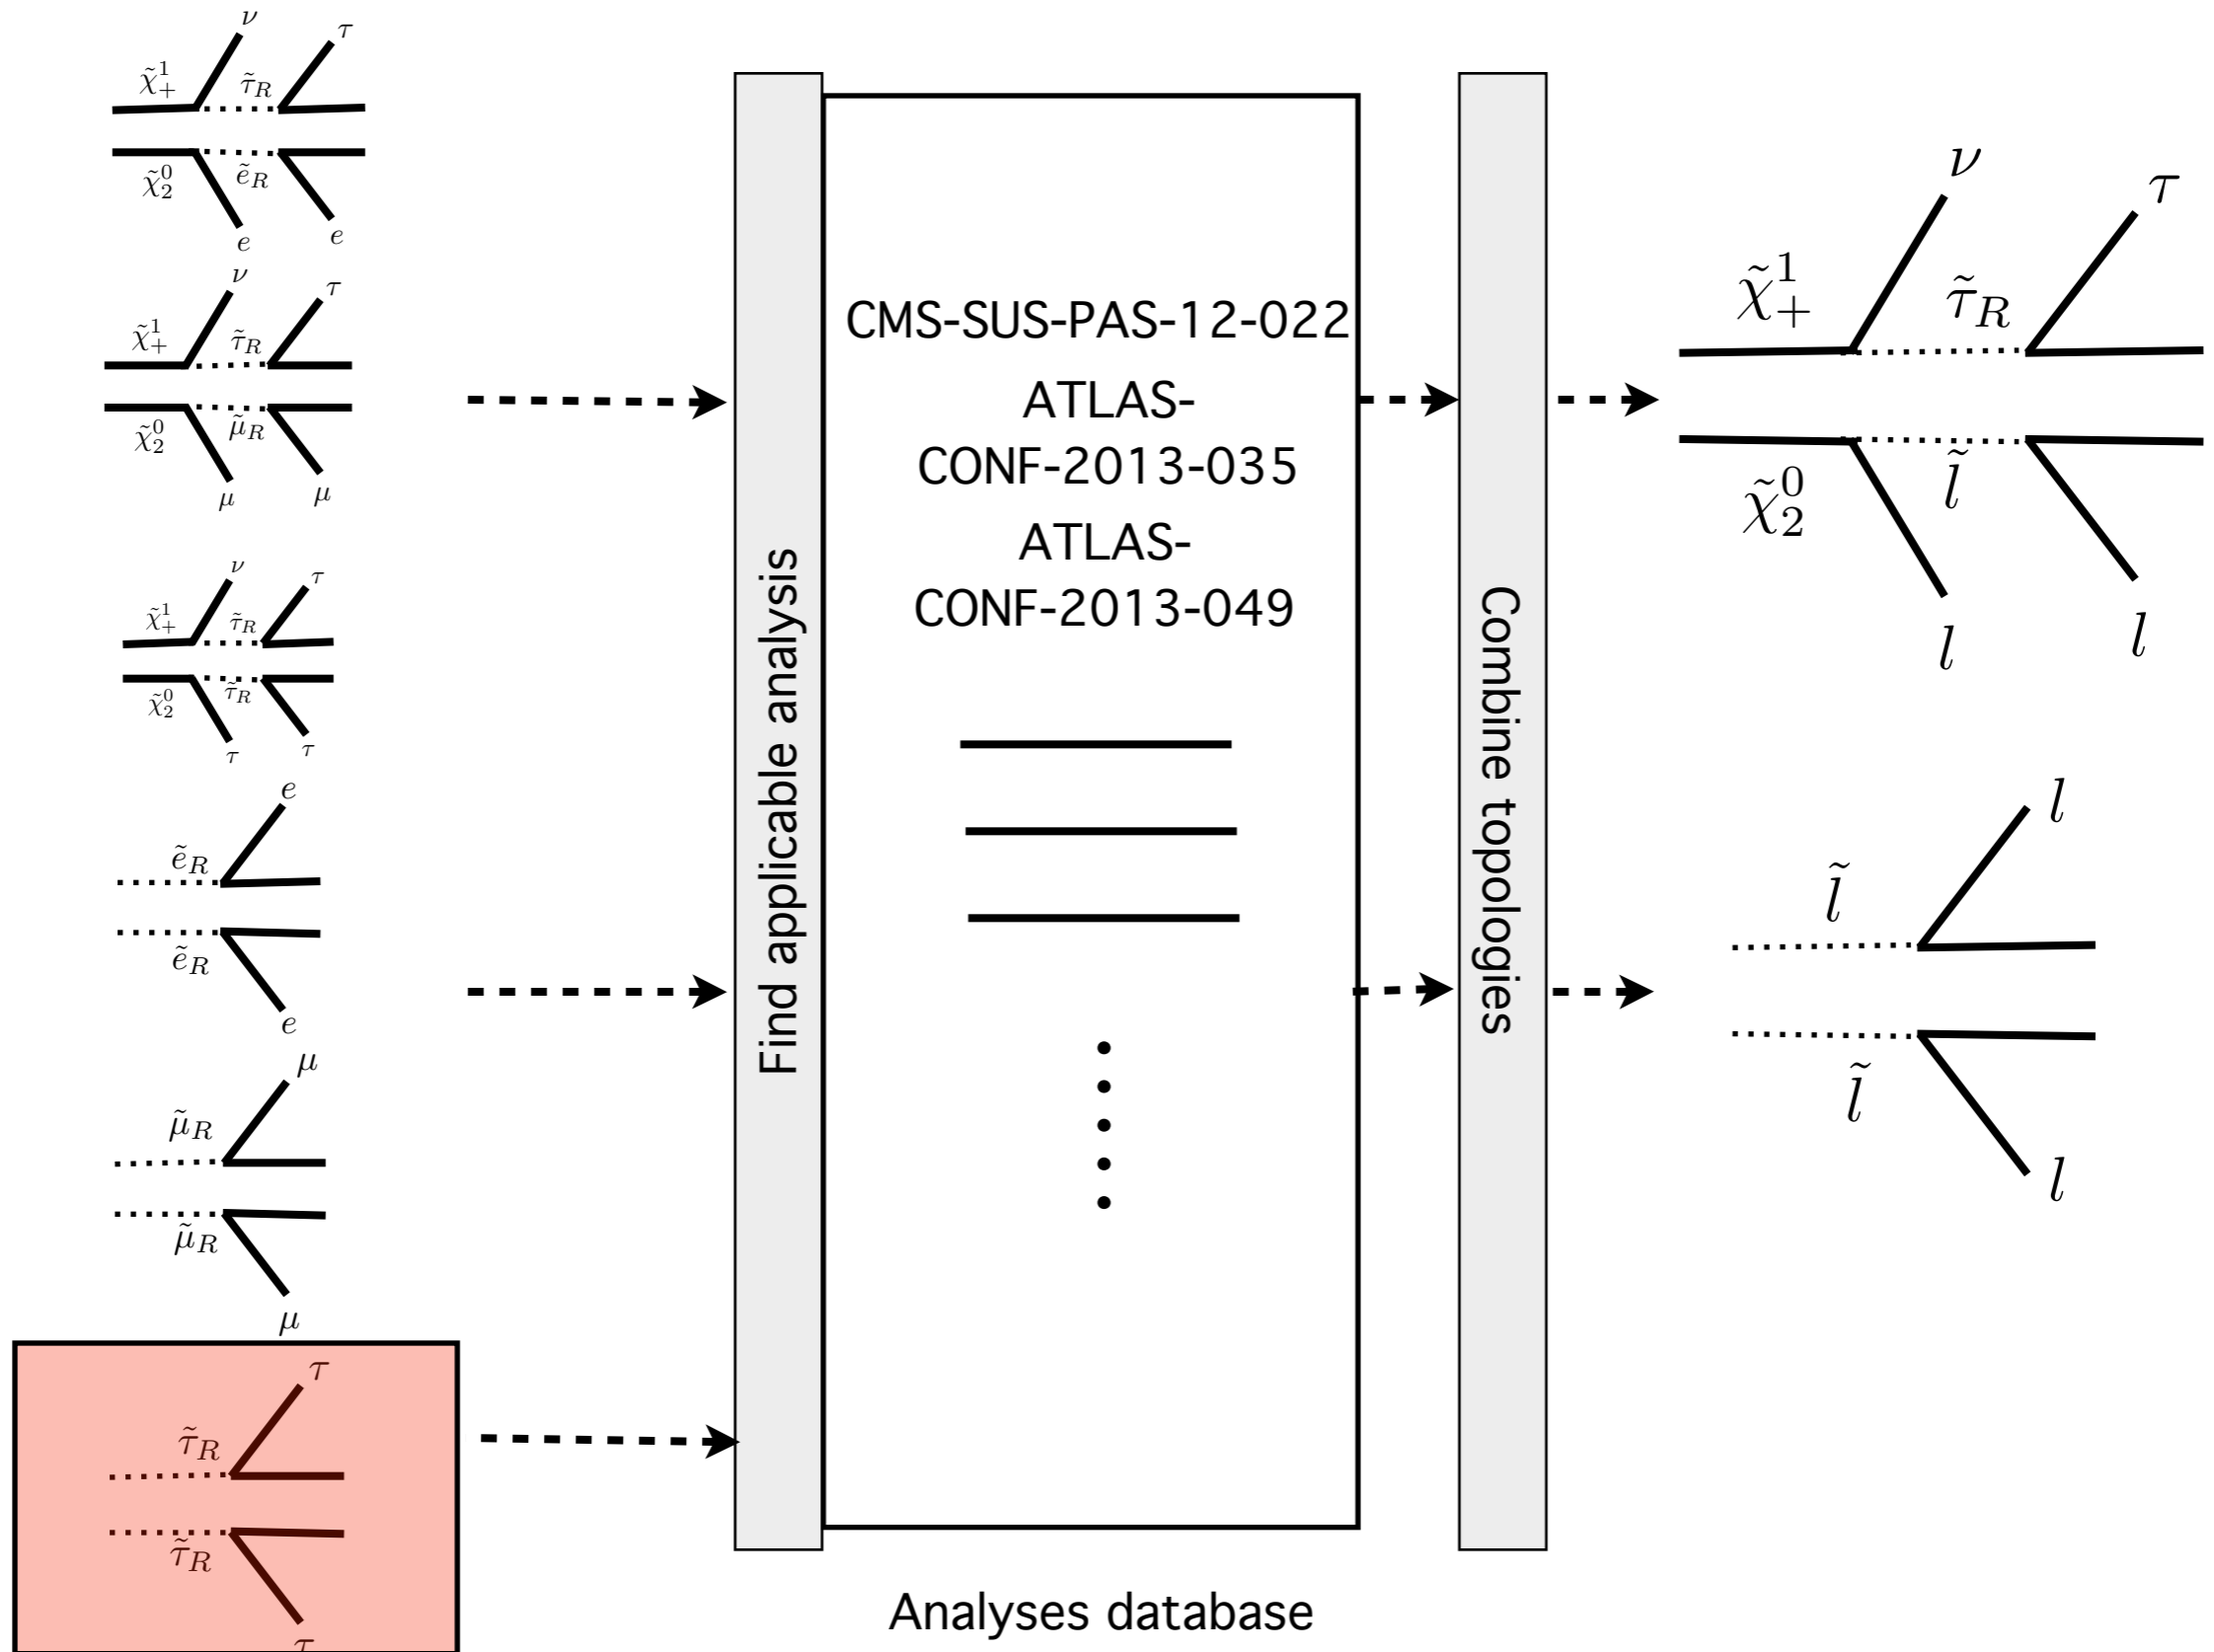 ν
τ
χ̃¹₊
τ̃_R
χ̃⁰₂
ẽ_R
e
e
ν
τ
χ̃¹₊
τ̃_R
χ̃⁰₂
μ̃_R
μ
μ
ν
τ
χ̃¹₊
τ̃_R
χ̃⁰₂
τ̃_R
τ
τ
e
ẽ_R
ẽ_R
e
μ
μ̃_R
μ̃_R
μ
τ
τ̃_R
τ̃_R
τ
Find applicable analysis
CMS-SUS-PAS-12-022
ATLAS-
CONF-2013-035
ATLAS-
CONF-2013-049
Analyses database
Combine topologies
ν
τ
χ̃¹₊
τ̃_R
χ̃⁰₂
l̃
l
l
l
l̃
l̃
l